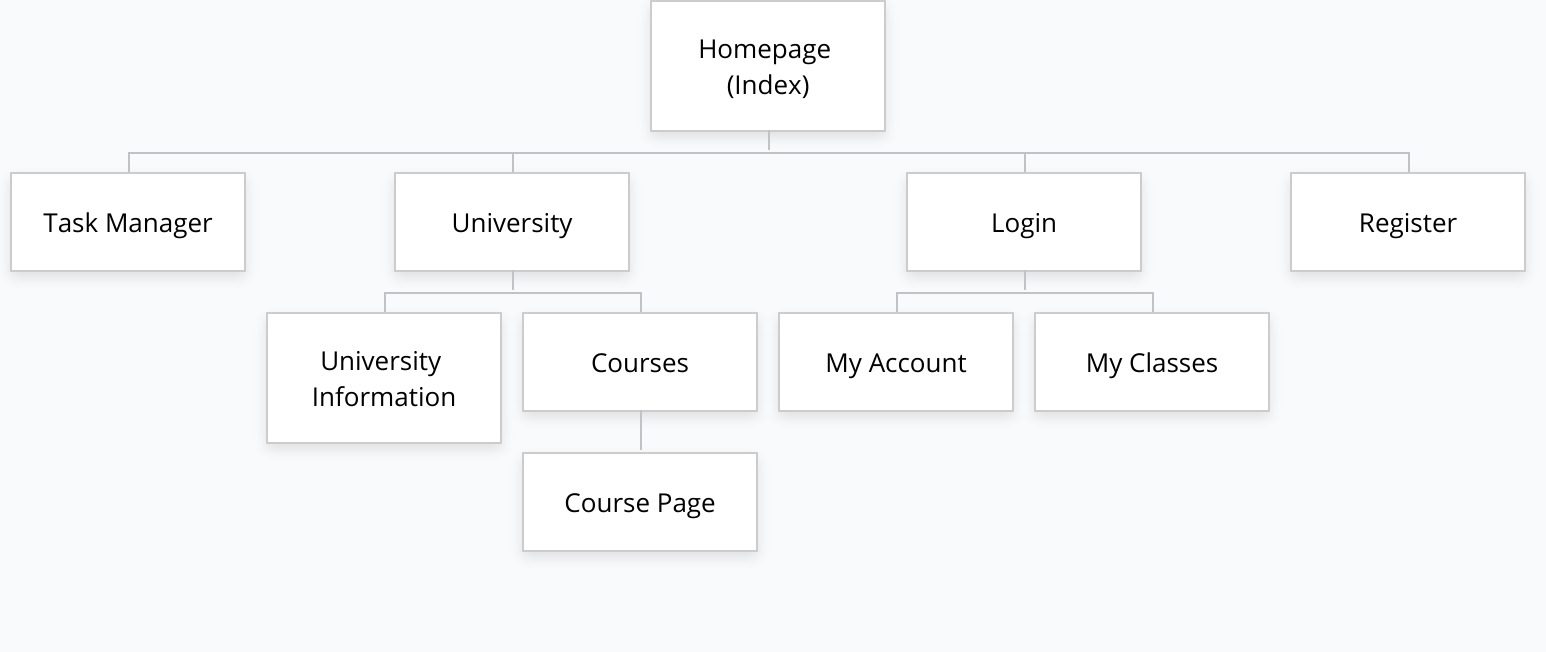 Homepage
(Index)
Task Manager
University
Login
Register
University
Information
Courses
My Account
My Classes
Course Page